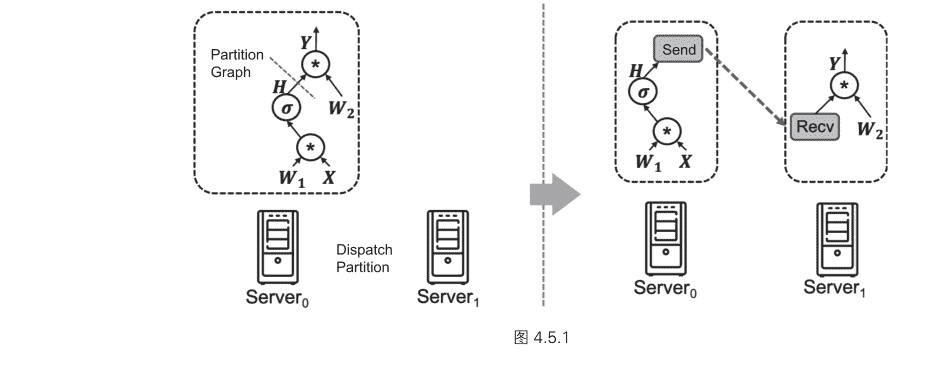 Partition
Graph
Y
*
H
σ
W2
*
W1 X
Server0
Dispatch
Partition
Server1
Send
H
σ
*
W1 X
Server0
Y
*
Recv
W2
Server1
图 4.5.1